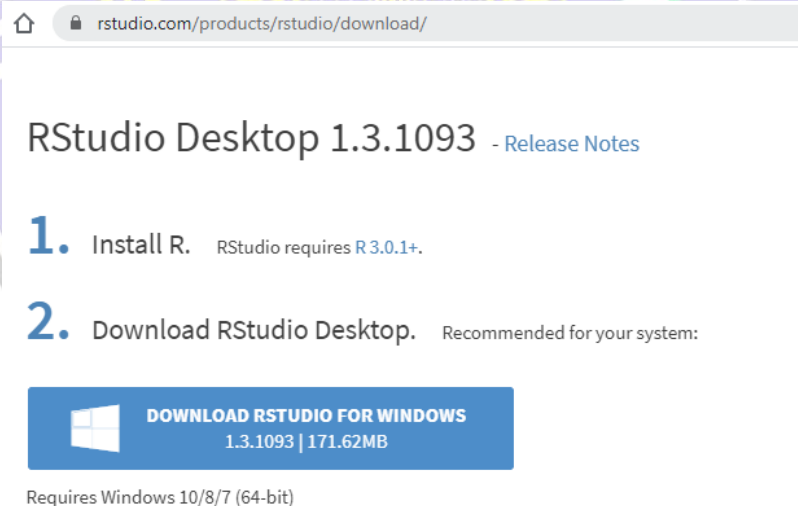 rstudio.com/products/rstudio/download/
RStudio Desktop 1.3.1093 - Release Notes
1. Install R. RStudio requires R 3.0.1+.
2. Download RStudio Desktop. Recommended for your system:
DOWNLOAD RSTUDIO FOR WINDOWS
1.3.1093 | 171.62MB
Requires Windows 10/8/7 (64-bit)